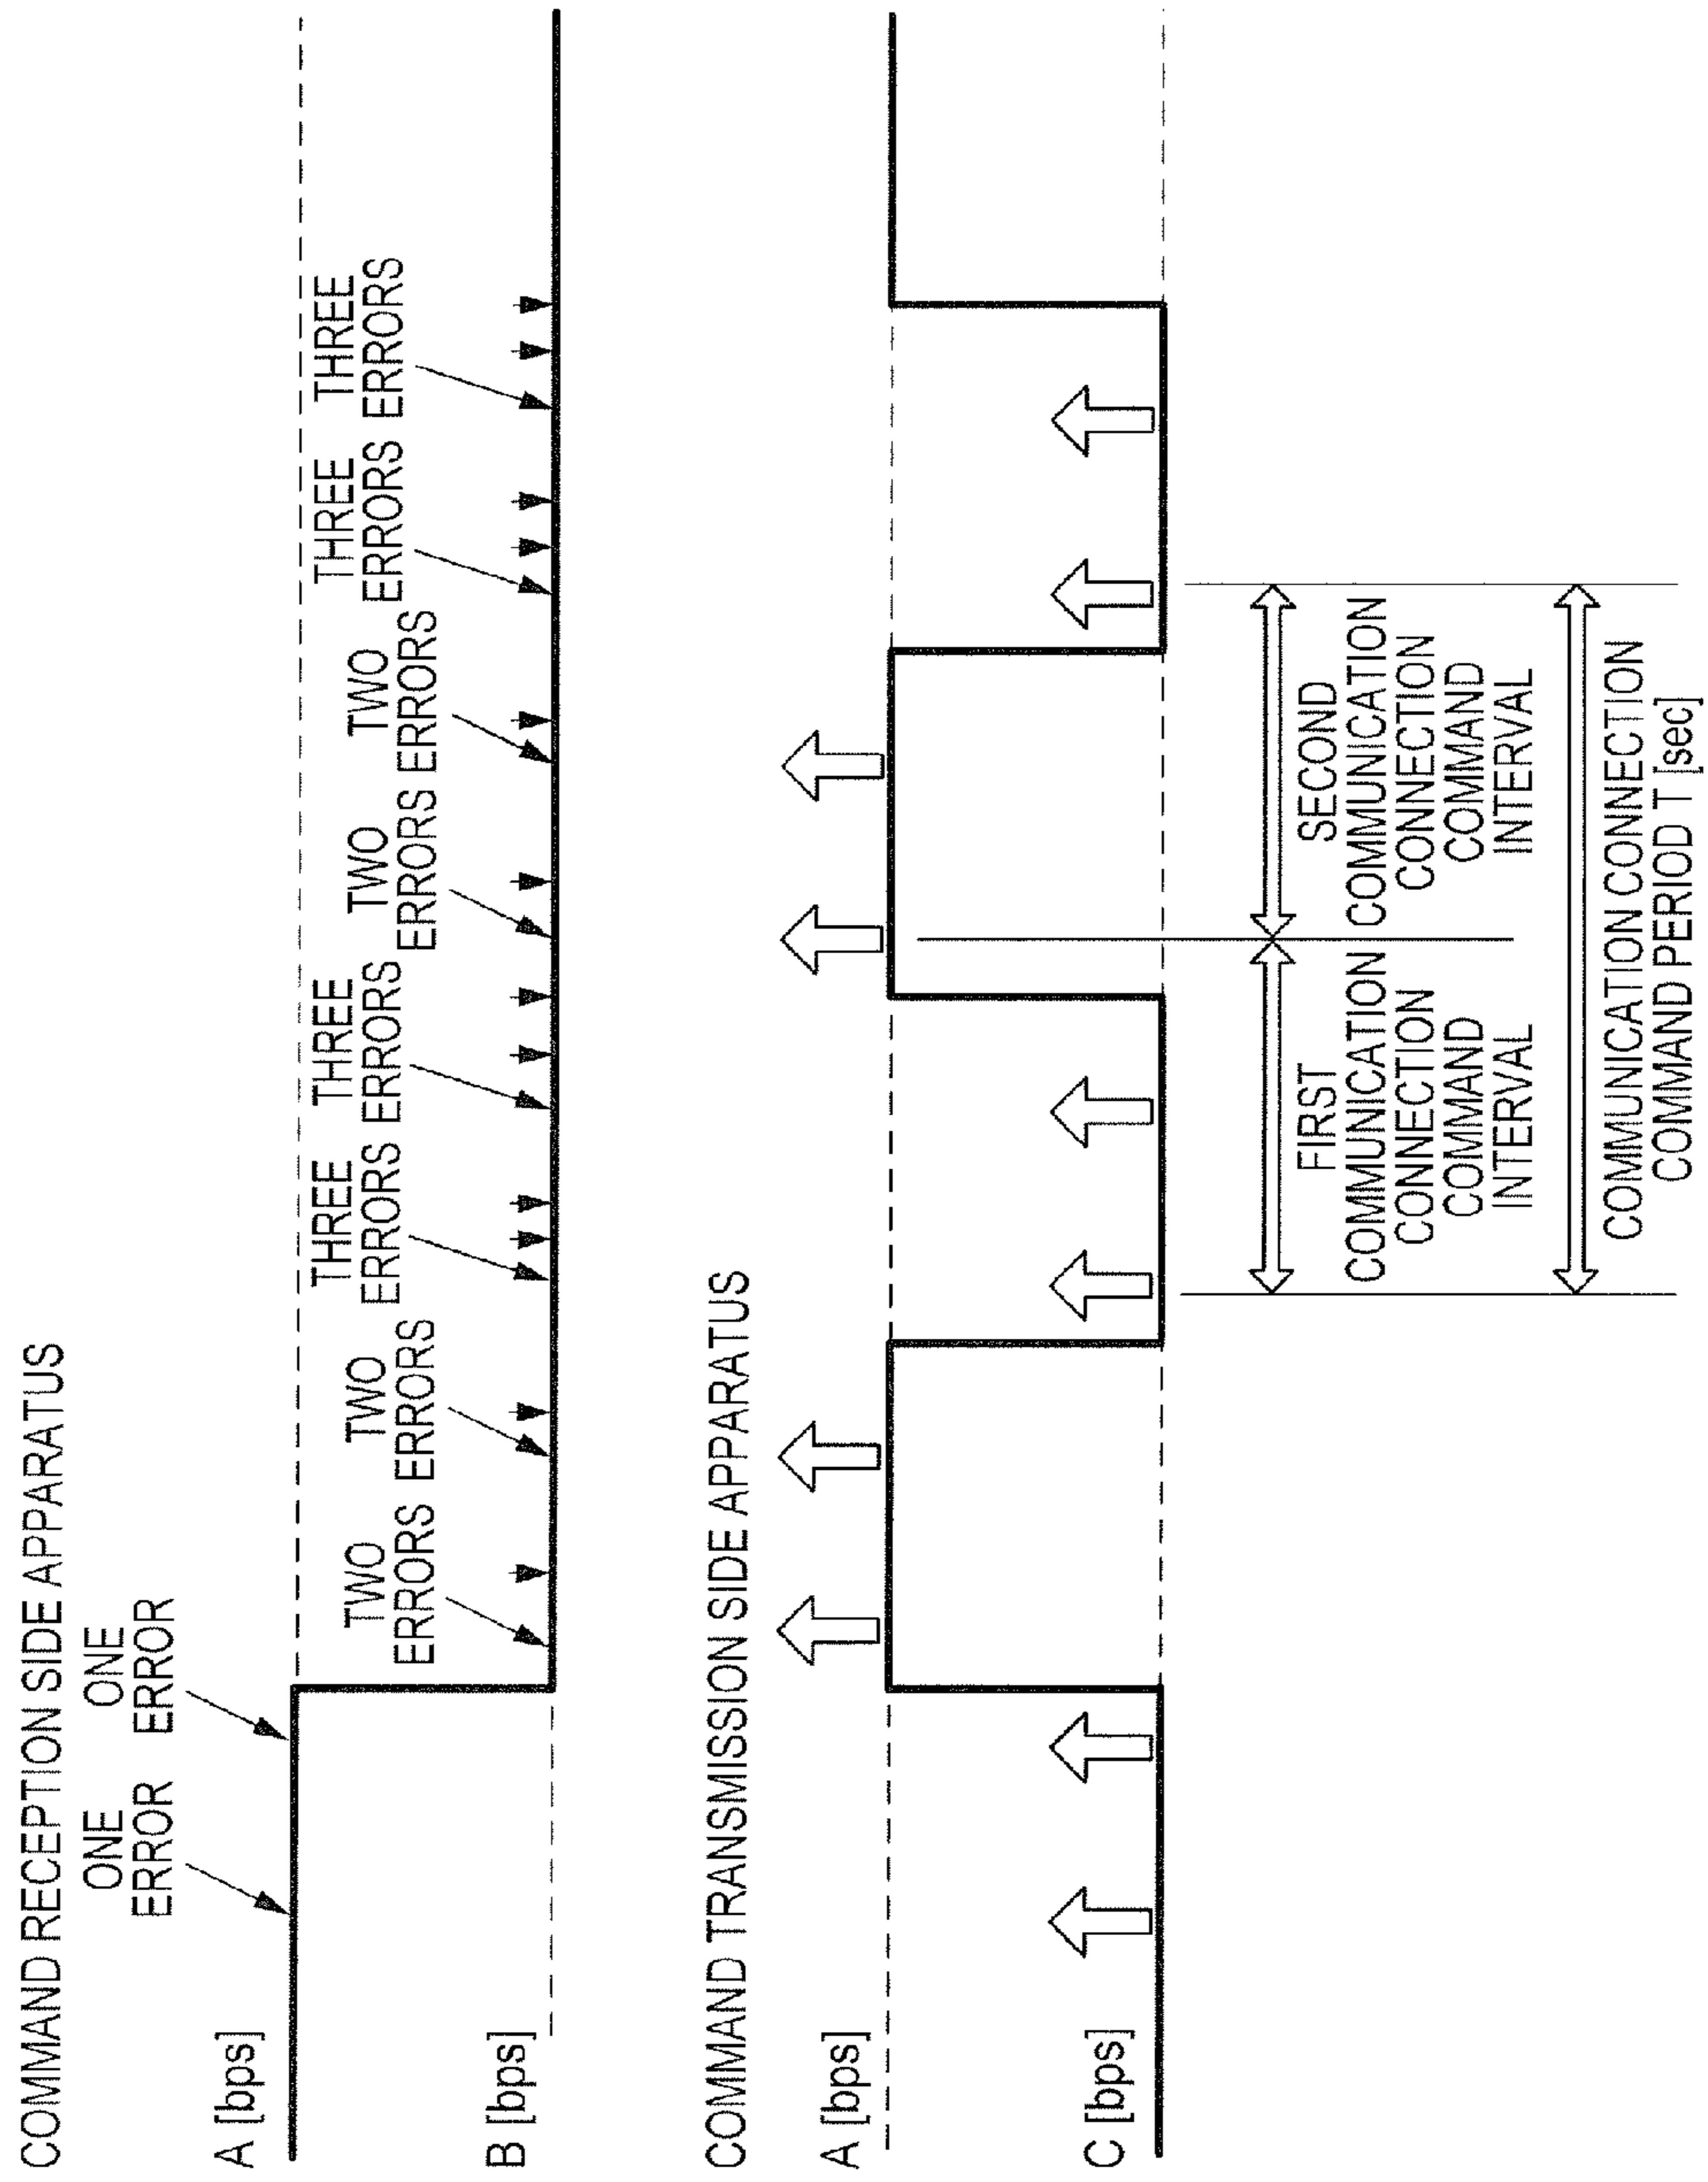 COMMAND RECEPTION SIDE APPARATUS
ONE
ERROR
ONE
ERROR
A [bps]
TWO
ERRORS
TWO
ERRORS
THREE
ERRORS
THREE
ERRORS
TWO
ERRORS
TWO
ERRORS
THREE
ERRORS
THREE
ERRORS
B [bps]
COMMAND TRANSMISSION SIDE APPARATUS
A [bps]
C [bps]
FIRST
COMMUNICATION
CONNECTION
COMMAND
INTERVAL
SECOND
COMMUNICATION
CONNECTION
COMMAND
INTERVAL
COMMUNICATION CONNECTION
COMMAND PERIOD T [sec]